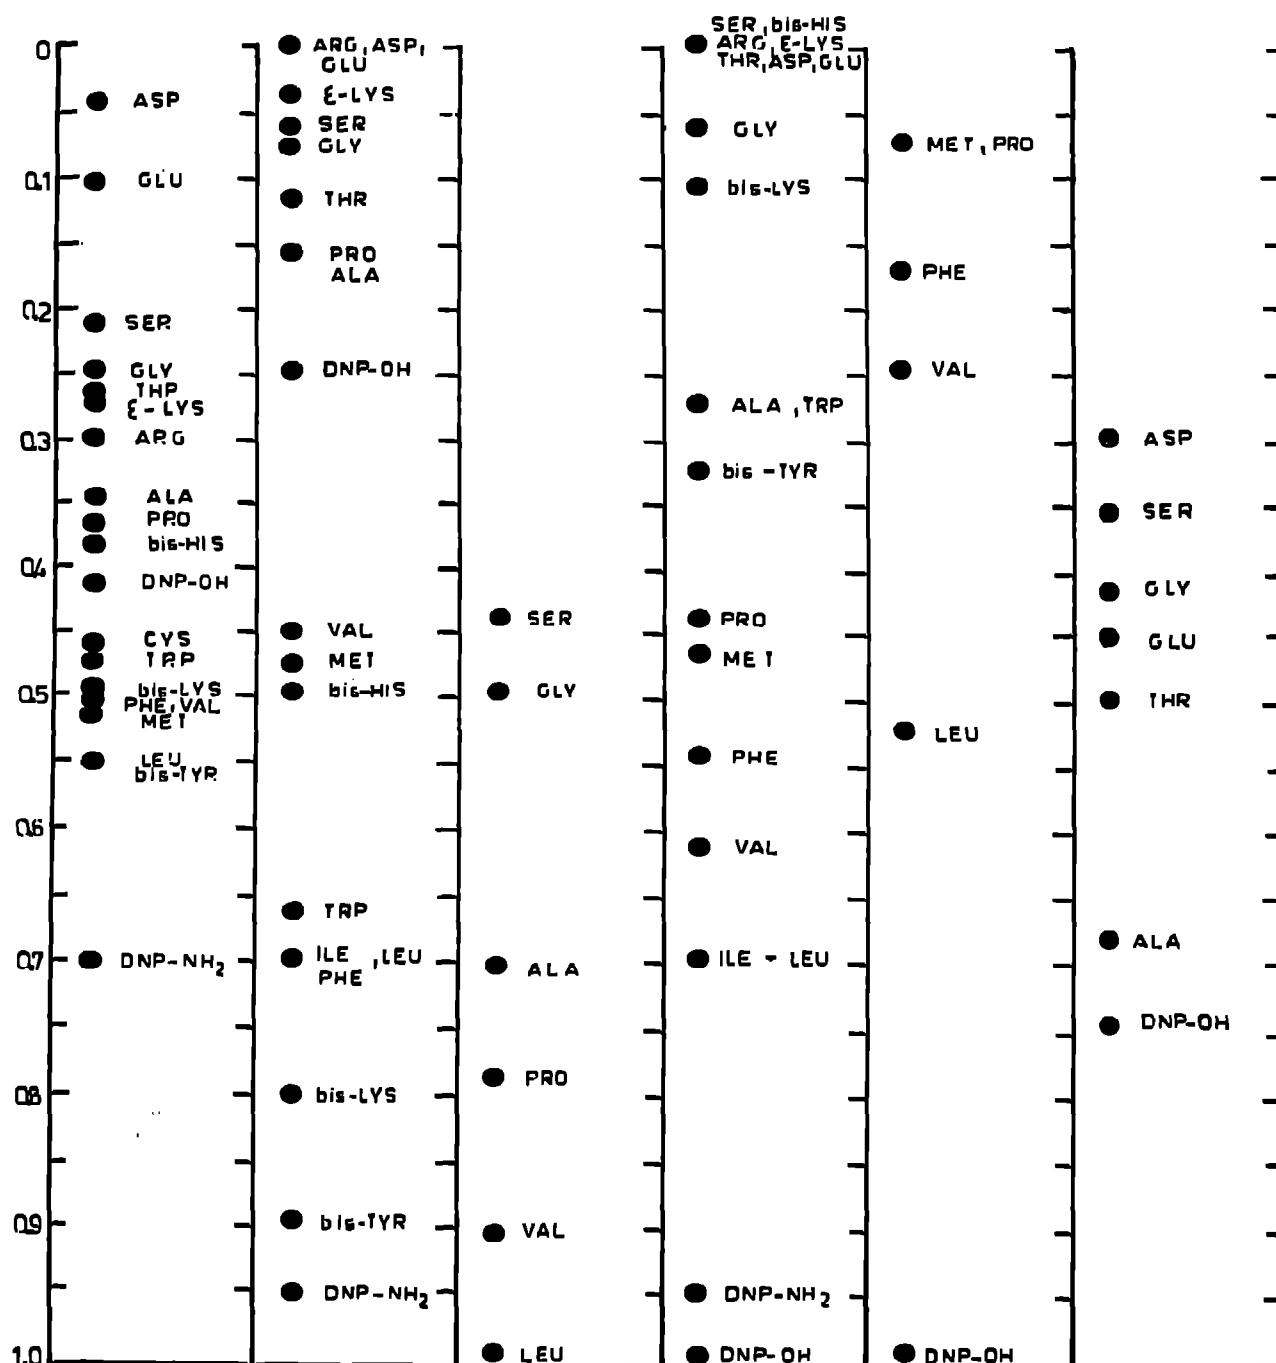 0
0.1
0.2
0.3
0.4
0.5
0.6
0.7
0.8
0.9
1.0
ASP
GLU
SER
GLY
THP
ε-LYS
ARG
ALA
PRO
bis-HIS
DNP-OH
CYS
TRP
bis-LYS
PHE, VAL
MET
LEU
bis-TYR
DNP-NH₂
ARG, ASP,
GLU
ε-LYS
SER
GLY
THR
PRO
ALA
DNP-OH
VAL
MET
bis-HIS
TRP
ILE, LEU
PHE
bis-LYS
bis-TYR
DNP-NH₂
SER
GLY
ALA
PRO
VAL
LEU
SER, bis-HIS
ARG, ε-LYS
THR, ASP, GLU
GLY
bis-LYS
ALA, TRP
bis-TYR
PRO
MET
PHE
VAL
ILE - LEU
DNP-NH₂
DNP-OH
MET, PRO
PHE
VAL
LEU
DNP-OH
ASP
SER
GLY
GLU
THR
ALA
DNP-OH